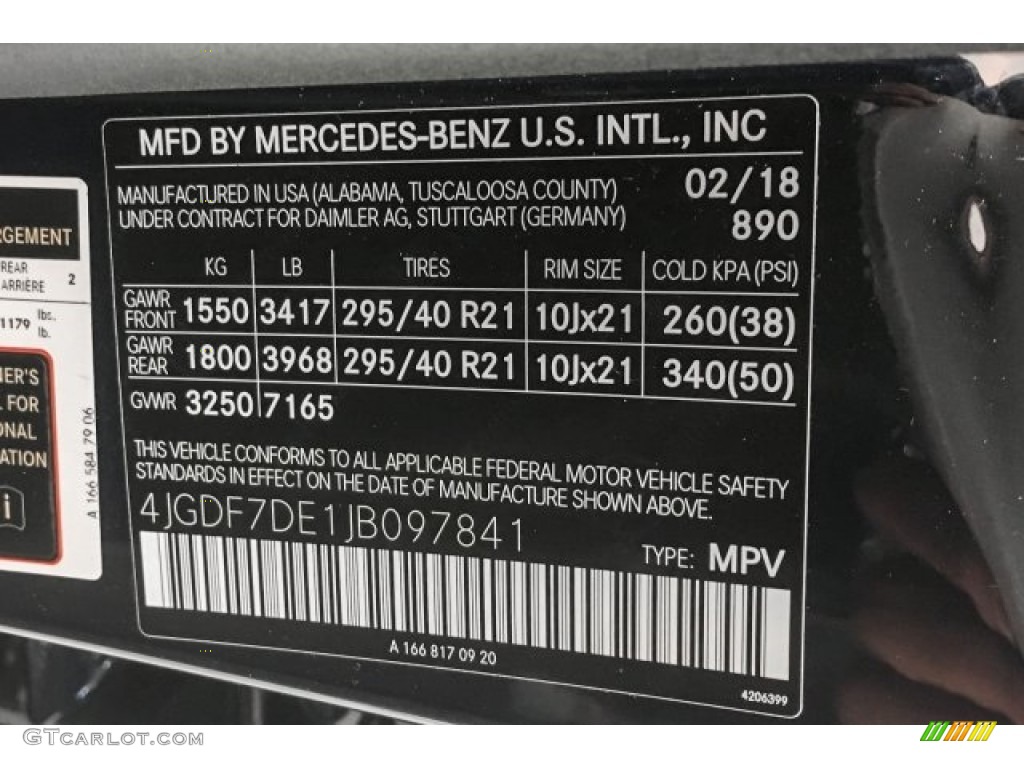 MFD BY MERCEDES-BENZ U.S. INTL., INC
MANUFACTURED IN USA (ALABAMA, TUSCALOOSA COUNTY) 02/18
UNDER CONTRACT FOR DAIMLER AG, STUTTGART (GERMANY) 890
KG LB TIRES RIM SIZE COLD KPA (PSI)
GAWR FRONT 1550 3417 295/40 R21 10Jx21 260(38)
GAWR REAR 1800 3968 295/40 R21 10Jx21 340(50)
GVWR 3250 7165
THIS VEHICLE CONFORMS TO ALL APPLICABLE FEDERAL MOTOR VEHICLE SAFETY
STANDARDS IN EFFECT ON THE DATE OF MANUFACTURE SHOWN ABOVE.
4JGDF7DE1JB097841
TYPE: MPV
A 166 817 09 20
4206399
RGEMENT
REAR
ARRIÈRE 2
1179 lbs.
lb.
ER'S
FOR
ONAL
ATION
i
A 166 584 79 06
GTCarlot.com